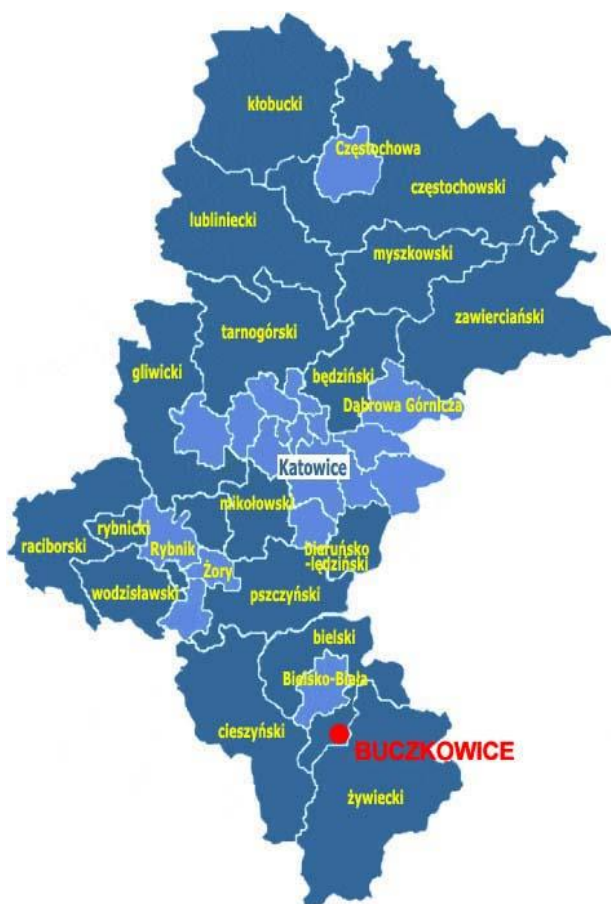 kłobucki
Częstochowa
częstochowski
lubliniecki
myszkowski
zawierciański
tarnogórski
gliwicki
będziński
Dąbrowa Górnicza
Katowice
mikołowski
rybnicki
raciborski
Rybnik
bieruńsko
-lędziński
Żory
wodzisławski
pszczyński
bielski
Bielsko-Biała
cieszyński
BUCZKOWICE
żywiecki